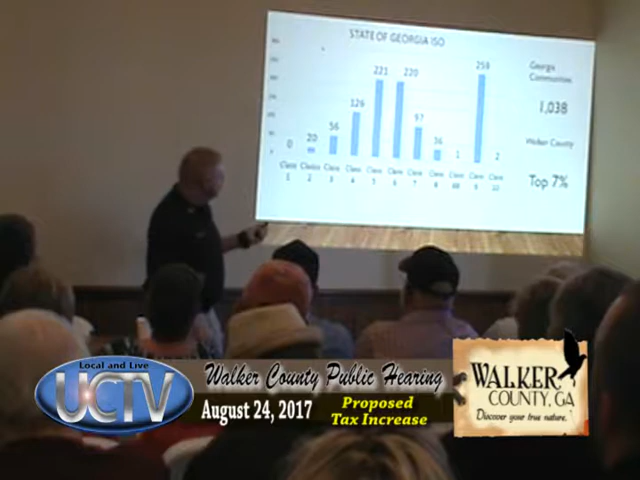 STATE OF GEORGIA ISO
0 20 56 126 221 220 97 36 1 259 2
Class Class Class Class Class Class Class Class Class Class Class
1 2 3 4 5 6 7 8 8B 9 10
Georgia
Communities
1,038
Walker County
Top 7%
Local and Live
UCTV
Walker County Public Hearing
August 24, 2017
Proposed
Tax Increase
WALKER
COUNTY, GA
Discover your true nature.